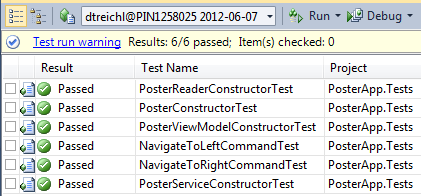 dtreichl@PIN1258025 2012-06-07 Run Debug
Test run warning Results: 6/6 passed; Item(s) checked: 0
Result Test Name Project
Passed PosterReaderConstructorTest PosterApp.Tests
Passed PosterConstructorTest PosterApp.Tests
Passed PosterViewModelConstructorTest PosterApp.Tests
Passed NavigateToLeftCommandTest PosterApp.Tests
Passed NavigateToRightCommandTest PosterApp.Tests
Passed PosterServiceConstructorTest PosterApp.Tests